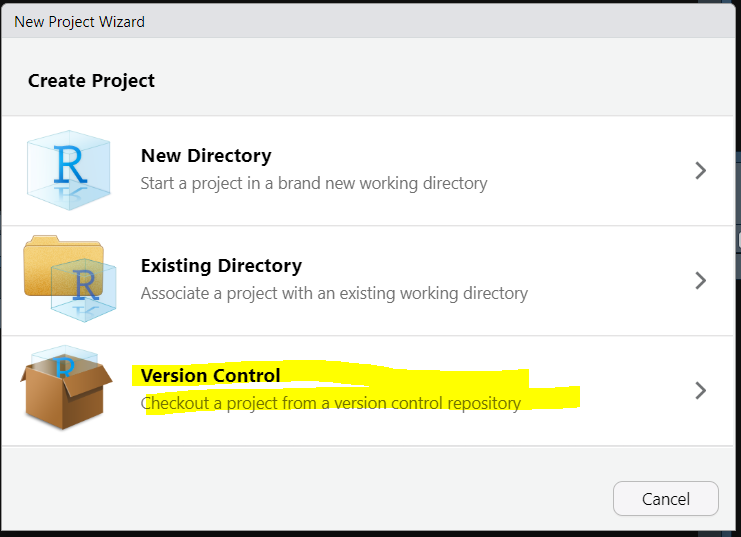 New Project Wizard
Create Project
R
New Directory
Start a project in a brand new working directory
R
Existing Directory
Associate a project with an existing working directory
R
Version Control
Checkout a project from a version control repository
Cancel